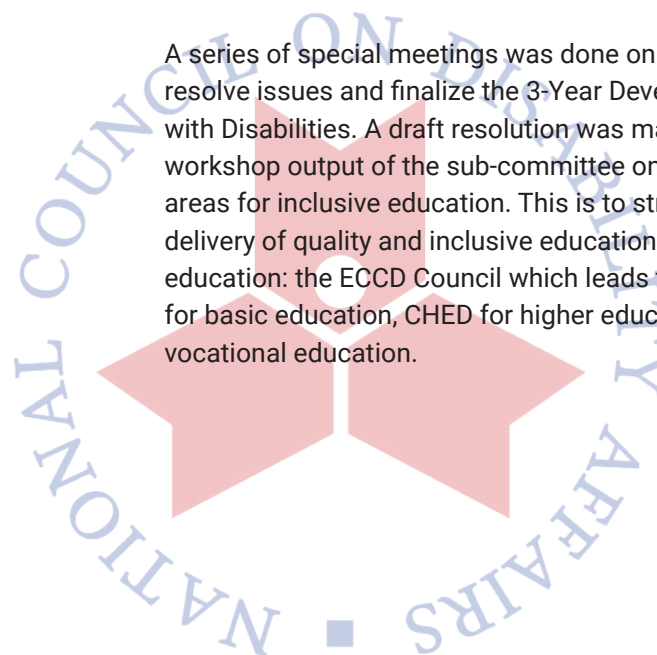 A series of special meetings was done on
resolve issues and finalize the 3-Year Deve
with Disabilities. A draft resolution was ma
workshop output of the sub-committee on
areas for inclusive education. This is to str
delivery of quality and inclusive education
education: the ECCD Council which leads
for basic education, CHED for higher educ
vocational education.
NATIONAL COUNCIL ON DISABILITY AFFAIRS